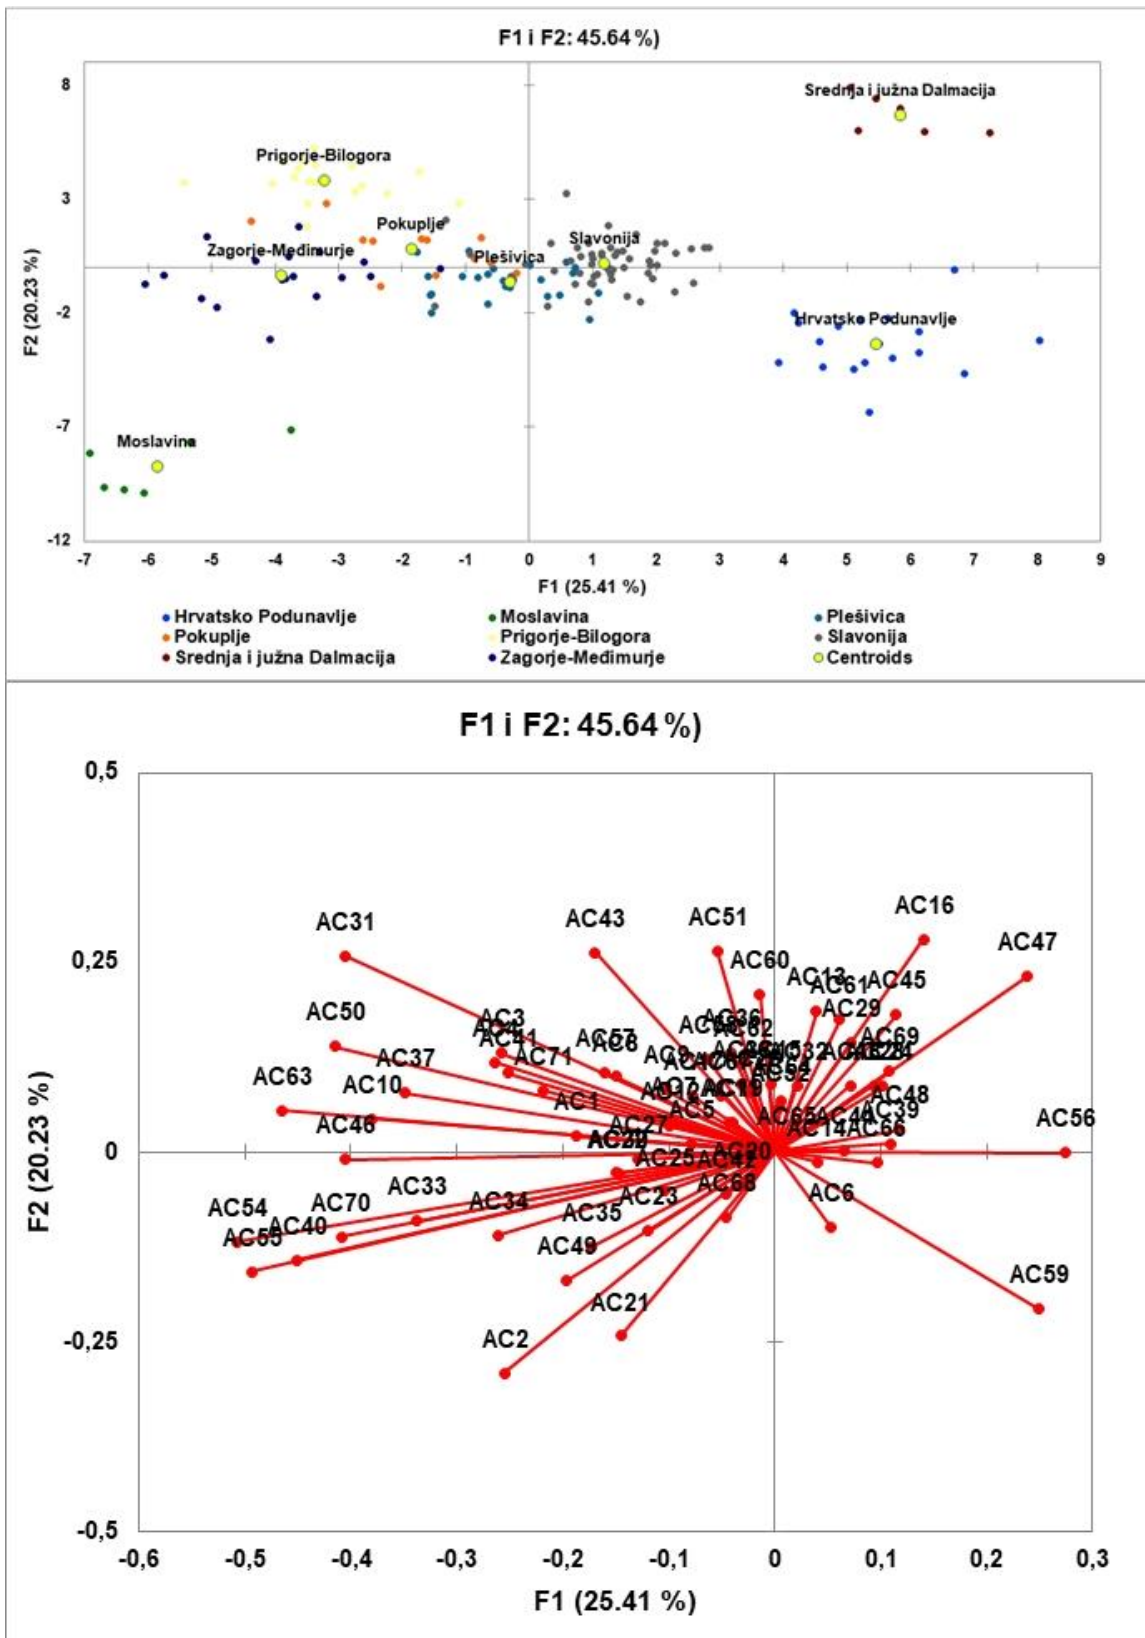 F1 i F2: 45.64 %)
8
Srednja i južna Dalmacija
Prigorje-Bilogora
3
Pokuplje
Slavonija
Zagorje-Međimurje
Plešivica
F2 (20.23 %)
-2
Hrvatsko Podunavlje
-7
Moslavina
-12
-7 -6 -5 -4 -3 -2 -1 0 1 2 3 4 5 6 7 8 9
F1 (25.41 %)
Hrvatsko Podunavlje Moslavina Plešivica
Pokuplje Prigorje-Bilogora Slavonija
Srednja i južna Dalmacija Zagorje-Međimurje Centroids
F1 i F2: 45.64 %)
0,5
AC31 AC43 AC51 AC16
AC47
0,25
AC60 AC13 AC45
AC61
AC50 AC3 AC36 AC29
AC41 AC57 AC69
AC37 AC71 AC8
AC63 AC10 AC9
AC1 AC7 AC48
AC46 AC27 AC5 AC65 AC39 AC56
AC14 AC66
0
F2 (20.23 %)
AC25 AC20
AC54 AC70 AC33 AC34 AC23 AC68 AC6
AC55 AC40 AC35
AC49 AC59
AC21
AC2
-0,25
-0,5
-0,6 -0,5 -0,4 -0,3 -0,2 -0,1 0 0,1 0,2 0,3
F1 (25.41 %)